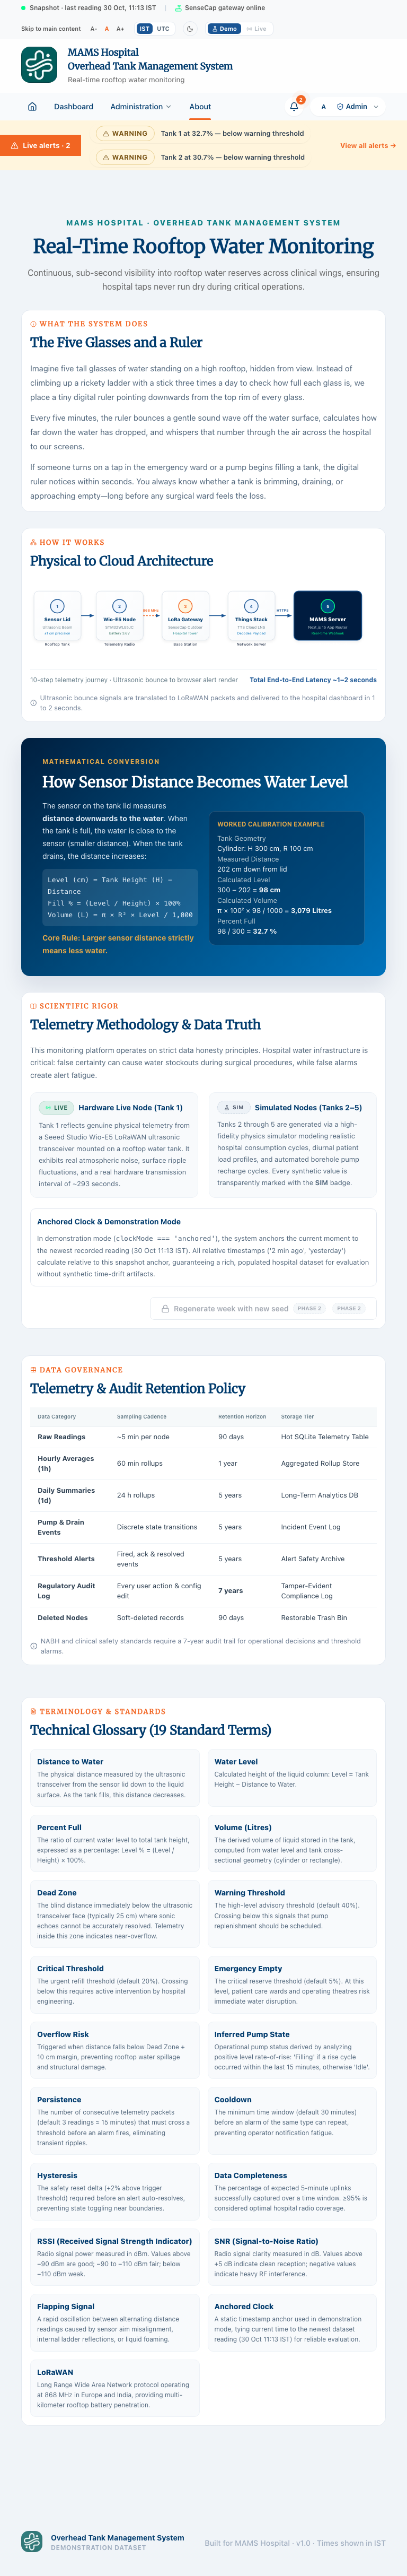 Snapshot · last reading 30 Oct, 11:13 IST
SenseCap gateway online
Skip to main content
A-
A
A+
IST
UTC
Demo
Live
MAMS Hospital
Overhead Tank Management System
Real-time rooftop water monitoring
Dashboard
Administration
About
2
A
Admin
Live alerts · 2
WARNING
Tank 1 at 32.7% — below warning threshold
WARNING
Tank 2 at 30.7% — below warning threshold
View all alerts →
MAMS HOSPITAL · OVERHEAD TANK MANAGEMENT SYSTEM
Real-Time Rooftop Water Monitoring
Continuous, sub-second visibility into rooftop water reserves across clinical wings, ensuring
hospital taps never run dry during critical operations.
WHAT THE SYSTEM DOES
The Five Glasses and a Ruler
Imagine five tall glasses of water standing on a high rooftop, hidden from view. Instead of
climbing up a rickety ladder with a stick three times a day to check how full each glass is, we
place a tiny digital ruler pointing downwards from the top rim of every glass.
Every five minutes, the ruler bounces a gentle sound wave off the water, calculates how
far down the water has dropped, and whispers that number through the air across the hospital
to our screens.
If someone turns on a tap in the emergency ward or a pump begins filling a tank, the digital
ruler notices within seconds. You always know whether a tank is brimming, draining, or
approaching empty—long before any surgical ward feels the loss.
HOW IT WORKS
Physical to Cloud Architecture
1
Sensor Lid
Ultrasonic Beam
±1 cm precision
Rooftop Tank
2
Wio-E5 Node
STM32WLE5JC
Telemetry Radio
3
LoRa Gateway
SenseCap Outdoor
Hospital Tower
Base Station
4
Things Stack
TTS Cloud LNS
Decodes Payload
Network Server
HTTPS
5
MAMS Server
Next.js 15 App Router
10-step telemetry journey · Ultrasonic bounce to browser alert render
Total End-to-End Latency ~1–2 seconds
Ultrasonic bounce signals are translated to LoRaWAN packets and delivered to the hospital dashboard in 1
to 2 seconds.
MATHEMATICAL CONVERSION
How Sensor Distance Becomes Water Level
The sensor on the tank lid measures
distance downwards to the water. When
the tank is full, the water is close to the
sensor (smaller distance). When the tank
drains, the distance increases:
Level (cm) = Tank Height (H) −
Distance
Fill % = (Level / Height) × 100%
Volume (L) = π × R² × Level / 1,000
Core Rule: Larger sensor distance strictly
means less water.
WORKED CALIBRATION EXAMPLE
Tank Geometry
Cylinder: H 300 cm, R 100 cm
Measured Distance
202 cm down from lid
Calculated Level
300 − 202 = 98 cm
Calculated Volume
π × 100² × 98 / 1000 = 3,079 Litres
Percent Full
98 / 300 = 32.7 %
SCIENTIFIC RIGOR
Telemetry Methodology & Data Truth
This monitoring platform operates on strict data honesty principles. Hospital water infrastructure is
critical: false certainty can cause water stockouts during surgical procedures, while false alarms
create alert fatigue.
LIVE
Hardware Live Node (Tank 1)
Tank 1 reflects genuine physical telemetry from
a Seeed Studio Wio-E5 LoRaWAN ultrasonic
transceiver mounted on a rooftop water tank. It
exhibits real atmospheric noise, surface ripple
fluctuations, and a real hardware transmission
interval of ~293 seconds.
SIM
Simulated Nodes (Tanks 2–5)
Tanks 2 through 5 are generated via a high-
fidelity physics simulator modeling realistic
hospital consumption cycles, diurnal patient
load profiles, and automated borehole pump
recharge cycles. Every synthetic value is
transparently marked with the SIM badge.
Anchored Clock & Demonstration Mode
In demonstration mode (clockMode === 'anchored'), the system anchors the current moment to
the newest recorded reading (30 Oct 11:13 IST). All relative timestamps ('2 min ago', 'yesterday')
calculate relative to this snapshot anchor, guaranteeing a rich, populated hospital dataset for evaluation
without synthetic time-drift artifacts.
Regenerate week with new seed
PHASE 2
PHASE 2
DATA GOVERNANCE
Telemetry & Audit Retention Policy
Data Category
Sampling Cadence
Retention Horizon
Storage Tier
Raw Readings
~5 min per node
90 days
Hot SQLite Telemetry Table
Hourly Averages
(1h)
60 min rollups
1 year
Aggregated Rollup Store
Daily Summaries
(1d)
24 h rollups
5 years
Long-Term Analytics DB
Pump & Drain
Events
Discrete state transitions
5 years
Incident Event Log
Threshold Alerts
Fired, ack & resolved
events
5 years
Alert Safety Archive
Regulatory Audit
Log
Every user action & config
edit
7 years
Tamper-Evident
Compliance Log
Deleted Nodes
Soft-deleted records
90 days
Restorable Trash Bin
NABH and clinical safety standards require a 7-year audit trail for operational decisions and threshold
alarms.
TERMINOLOGY & STANDARDS
Technical Glossary (19 Standard Terms)
Distance to Water
The physical distance measured by the ultrasonic
transceiver from the sensor lid down to the liquid
surface. As the tank fills, this distance decreases.
Water Level
Calculated height of the liquid column: Level = Tank
Height − Distance to Water.
Percent Full
The ratio of current water level to total tank height,
expressed as a percentage: Level % = (Level /
Height) × 100%.
Volume (Litres)
The derived volume of liquid stored in the tank,
computed from water level and tank cross-
sectional geometry (cylinder or rectangle).
Dead Zone
The blind distance immediately below the ultrasonic
transceiver face (typically 25 cm) where sonic
echoes cannot be accurately resolved. Telemetry
inside this zone indicates near-overflow.
Warning Threshold
The high-level advisory threshold (default 40%).
Crossing below this signals that pump
replenishment should be scheduled.
Critical Threshold
The urgent refill threshold (default 20%). Crossing
below this requires active intervention by hospital
engineering.
Emergency Empty
The critical reserve threshold (default 5%). At this
level, patient care wards and operating theatres risk
immediate water disruption.
Overflow Risk
Triggered when distance falls below Dead Zone +
10 cm margin, preventing rooftop water spillage
and structural damage.
Inferred Pump State
Operational pump status derived by analyzing
positive level rate-of-rise: 'Filling' if a rise cycle
occurred within the last 15 minutes, otherwise 'Idle'.
Persistence
The number of consecutive telemetry packets
(default 3 readings = 15 minutes) that must cross a
threshold before an alarm fires, eliminating
transient ripples.
Cooldown
The minimum time window (default 30 minutes)
before an alarm of the same type can repeat,
preventing operator notification fatigue.
Hysteresis
The safety reset delta (+2% above trigger
threshold) required before an alert auto-resolves,
preventing state toggling near boundaries.
Data Completeness
The percentage of expected 5-minute uplinks
successfully captured over a time window. ≥95% is
considered optimal hospital radio coverage.
RSSI (Received Signal Strength Indicator)
Radio signal power measured in dBm. Values above
−90 dBm are good; −90 to −110 dBm fair; below
−110 dBm weak.
SNR (Signal-to-Noise Ratio)
Radio signal clarity measured in dB. Values above
+5 dB indicate clean reception; negative values
indicate heavy RF interference.
Flapping Signal
A rapid oscillation between alternating distance
readings caused by sensor aim misalignment,
internal ladder reflections, or liquid foaming.
Anchored Clock
A static timestamp anchor used in demonstration
mode, tying current time to the newest dataset
reading (30 Oct 11:13 IST) for reliable evaluation.
LoRaWAN
Long Range Wide Area Network protocol operating
at 868 MHz in Europe and India, providing multi-
kilometer rooftop battery penetration.
Overhead Tank Management System
DEMONSTRATION DATASET
Built for MAMS Hospital · v1.0 · Times shown in IST